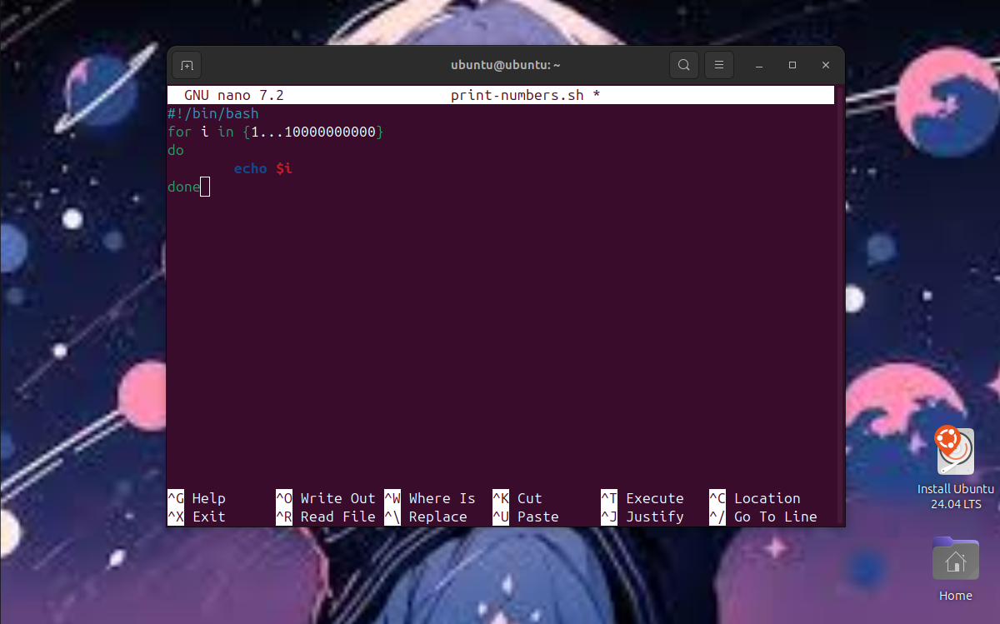 ubuntu@ubuntu: ~
GNU nano 7.2 print-numbers.sh *
#!/bin/bash
for i in {1...10000000000}
do
echo $i
done
^G Help ^O Write Out ^W Where Is ^K Cut ^T Execute ^C Location
^X Exit ^R Read File ^\ Replace ^U Paste ^J Justify ^/ Go To Line
Install Ubuntu
24.04 LTS
Home